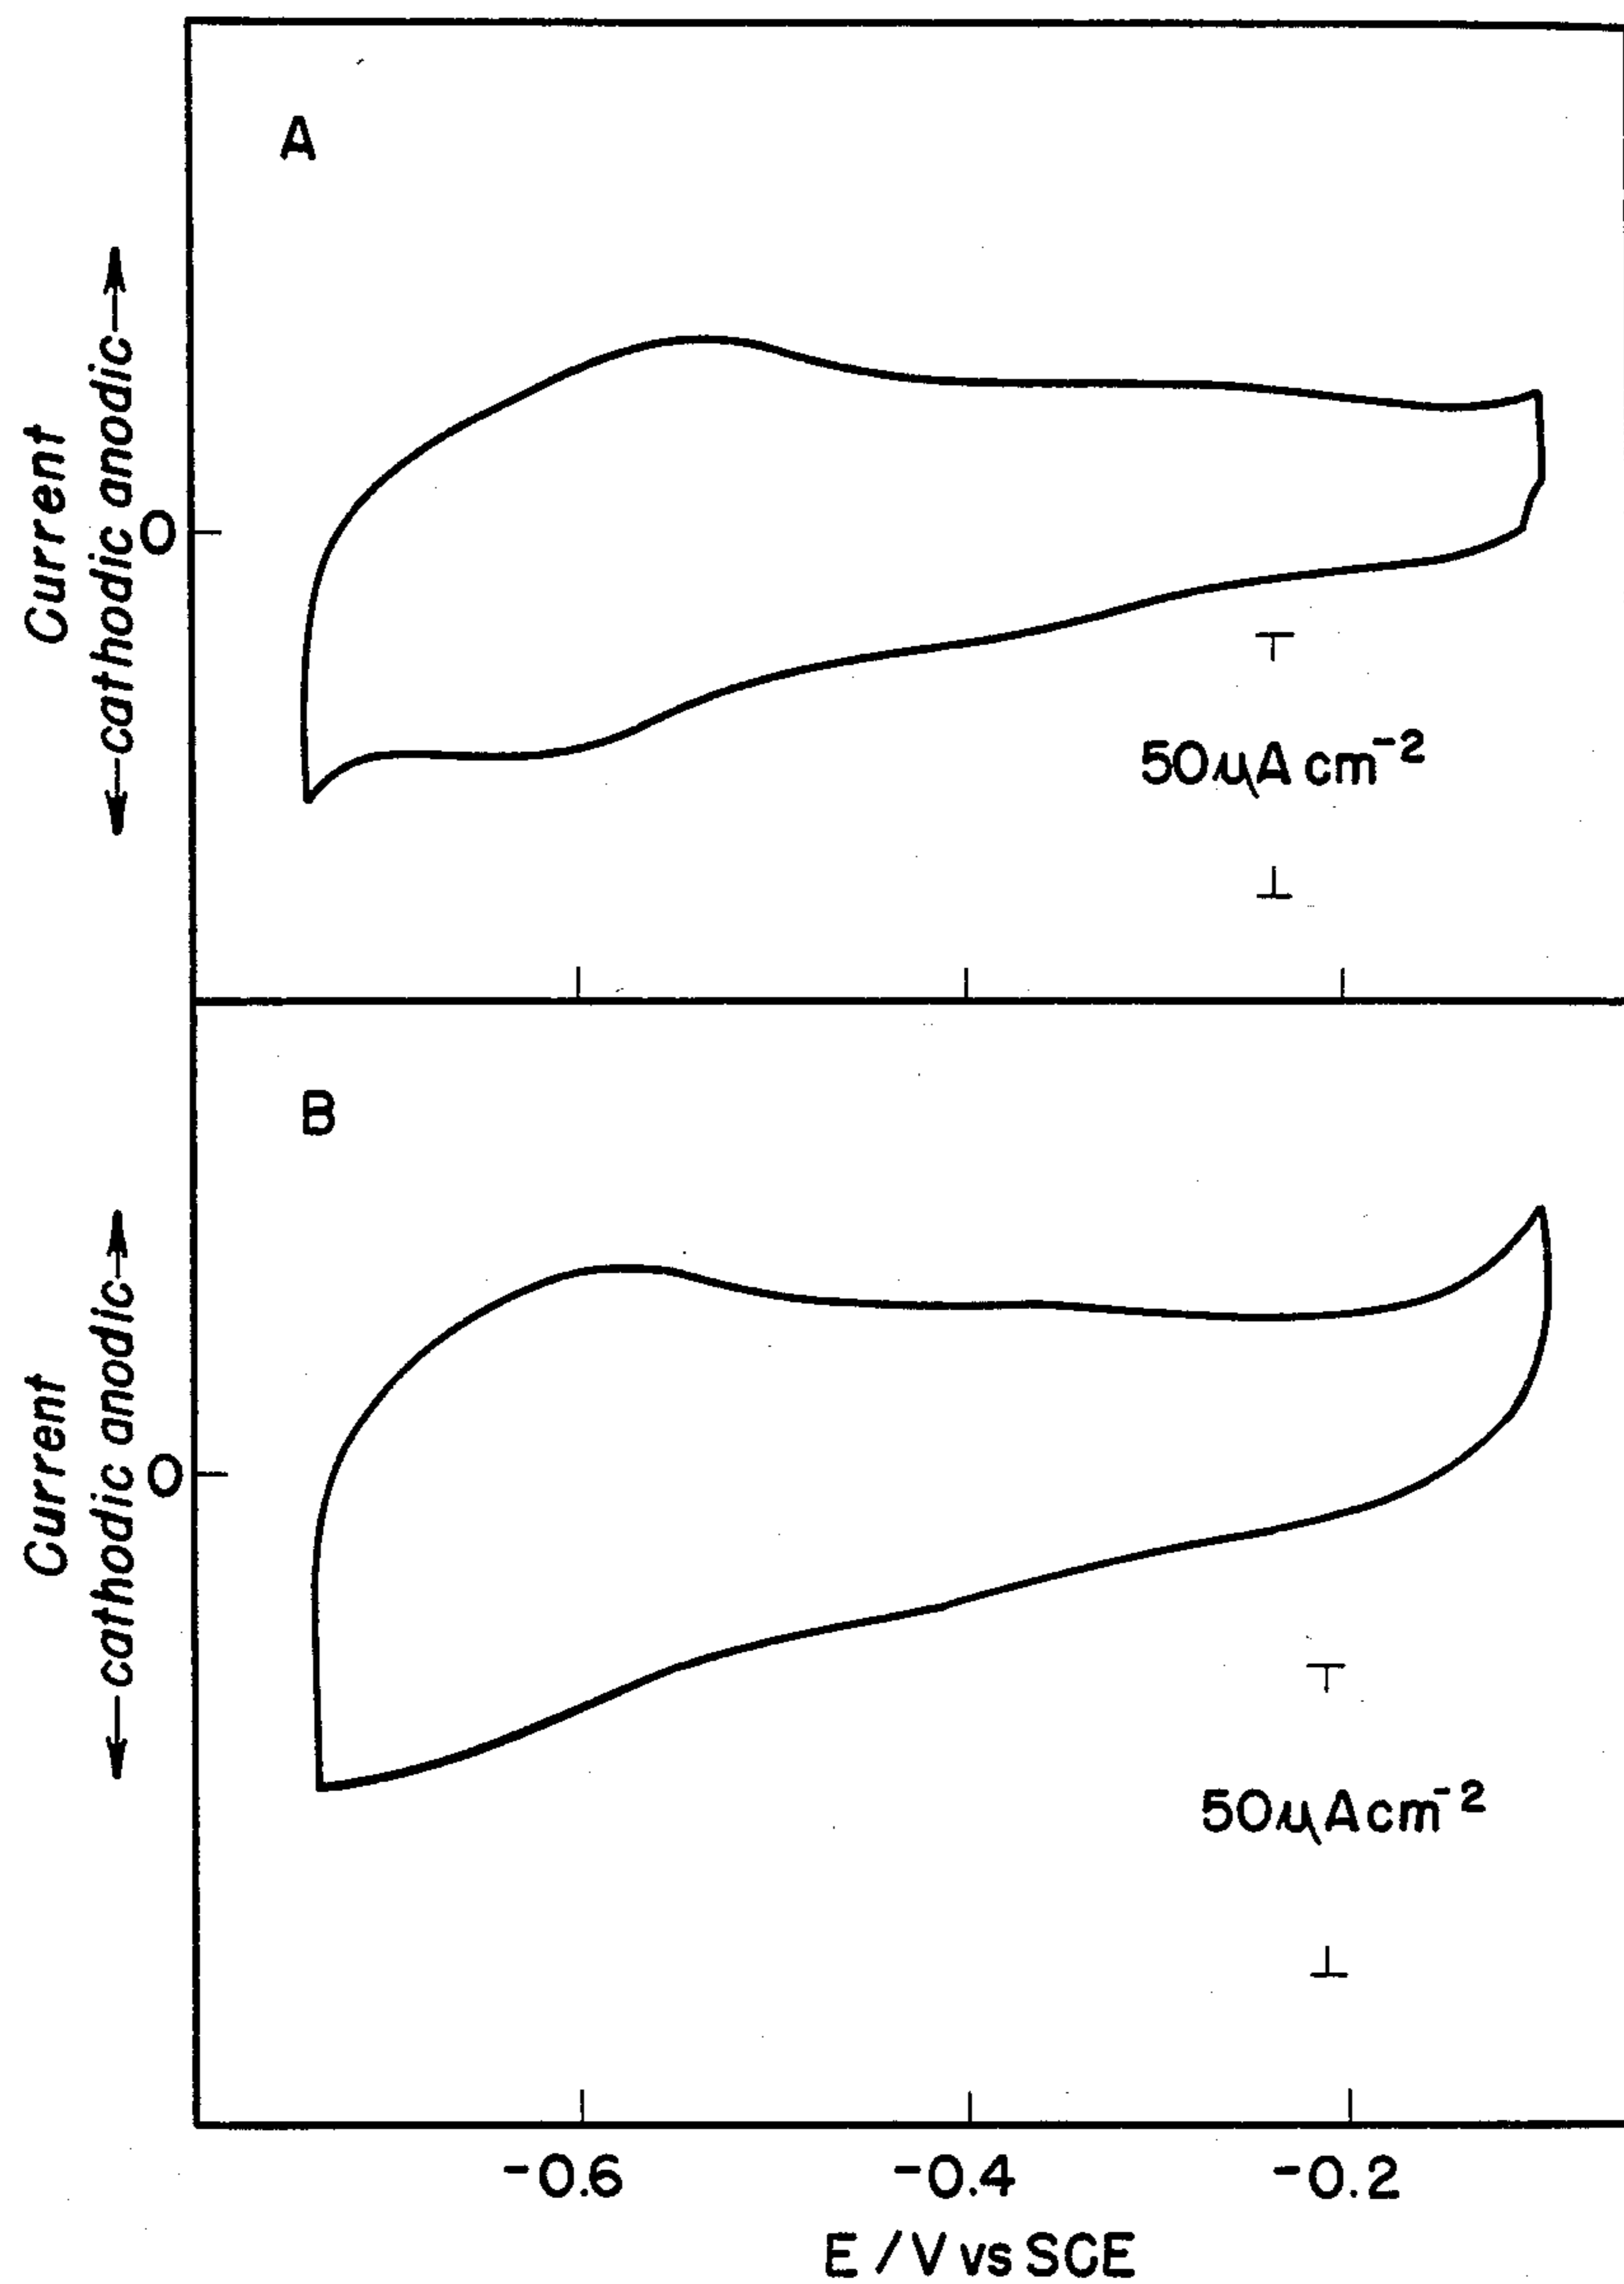 A
Current
←cathodic anodic→
0
50μA cm⁻²
B
Current
←cathodic anodic→
0
50μA cm⁻²
-0.6 -0.4 -0.2
E /V vs SCE